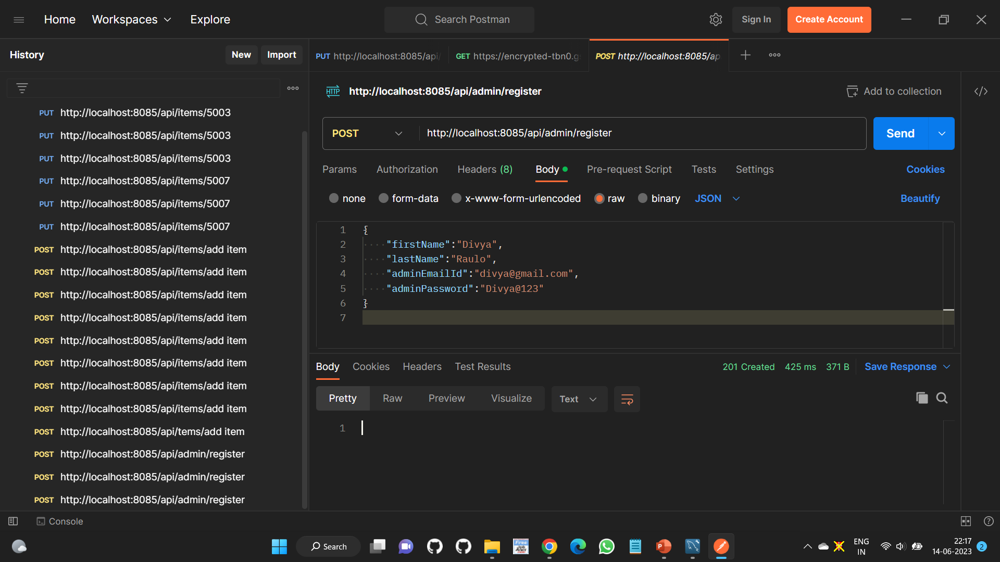 Home Workspaces Explore Search Postman Sign In Create Account
History New Import
PUT http://localhost:8085/api/ GET https://encrypted-tbn0.g POST http://localhost:8085/ap
http://localhost:8085/api/admin/register Add to collection
PUT http://localhost:8085/api/items/5003
PUT http://localhost:8085/api/items/5003
PUT http://localhost:8085/api/items/5003
PUT http://localhost:8085/api/items/5007
PUT http://localhost:8085/api/items/5007
PUT http://localhost:8085/api/items/5007
POST http://localhost:8085/api/items/add item
POST http://localhost:8085/api/items/add item
POST http://localhost:8085/api/items/add item
POST http://localhost:8085/api/items/add item
POST http://localhost:8085/api/items/add item
POST http://localhost:8085/api/items/add item
POST http://localhost:8085/api/items/add item
POST http://localhost:8085/api/items/add item
POST http://localhost:8085/api/tems/add item
POST http://localhost:8085/api/admin/register
POST http://localhost:8085/api/admin/register
POST http://localhost:8085/api/admin/register
POST http://localhost:8085/api/admin/register Send
Params Authorization Headers (8) Body Pre-request Script Tests Settings Cookies
none form-data x-www-form-urlencoded raw binary JSON Beautify
1 {
2 "firstName":"Divya",
3 "lastName":"Raulo",
4 "adminEmailId":"divya@gmail.com",
5 "adminPassword":"Divya@123"
6 }
7
Body Cookies Headers Test Results 201 Created 425 ms 371 B Save Response
Pretty Raw Preview Visualize Text
1
Console
Search ENG IN 22:17 14-06-2023 2